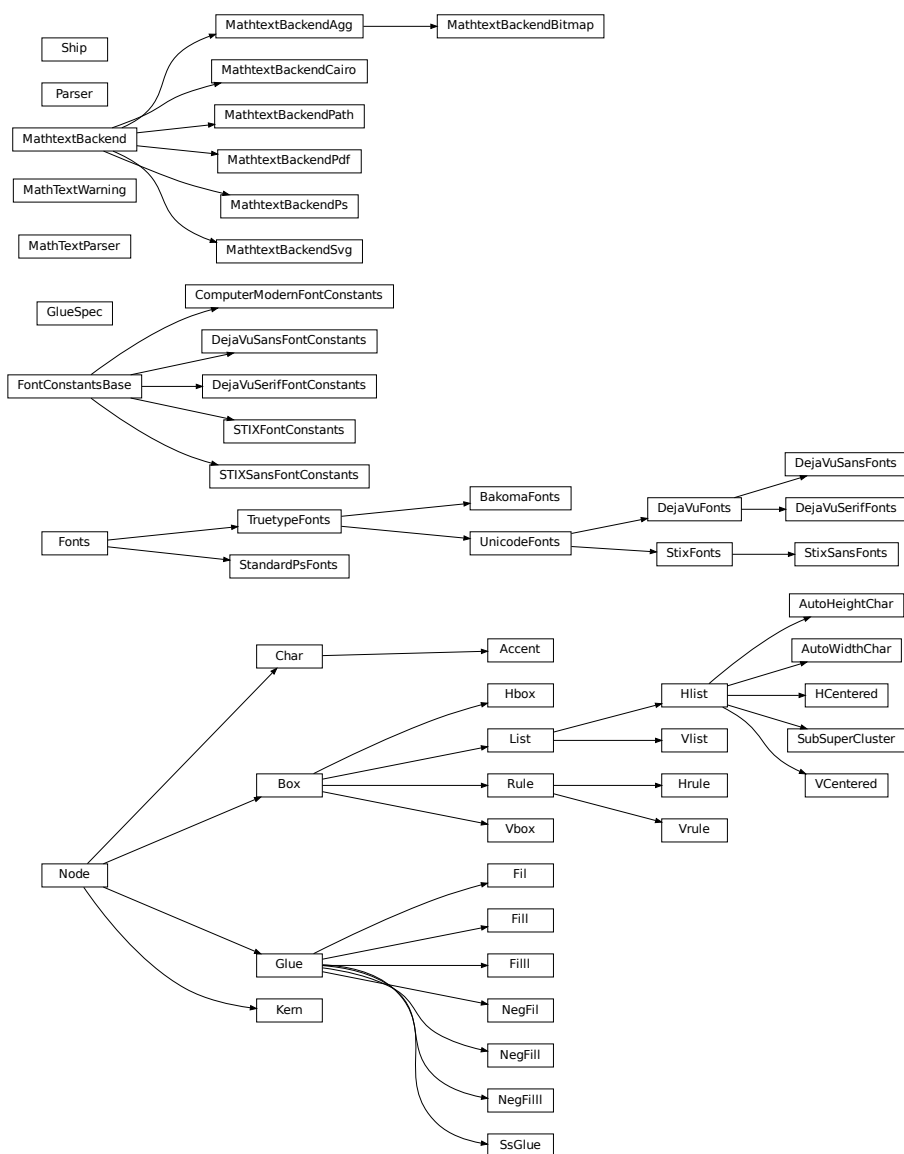 MathtextBackendAgg
MathtextBackendBitmap
Ship
MathtextBackendCairo
Parser
MathtextBackendPath
MathtextBackend
MathtextBackendPdf
MathTextWarning
MathtextBackendPs
MathTextParser
MathtextBackendSvg
ComputerModernFontConstants
GlueSpec
DejaVuSansFontConstants
FontConstantsBase
DejaVuSerifFontConstants
STIXFontConstants
STIXSansFontConstants
DejaVuSansFonts
BakomaFonts
DejaVuFonts
DejaVuSerifFonts
TruetypeFonts
Fonts
UnicodeFonts
StixFonts
StixSansFonts
StandardPsFonts
AutoHeightChar
Char
Accent
AutoWidthChar
Hbox
Hlist
HCentered
List
Vlist
SubSuperCluster
Box
Rule
Hrule
VCentered
Vbox
Vrule
Node
Fil
Fill
Glue
Filll
Kern
NegFil
NegFill
NegFilll
SsGlue